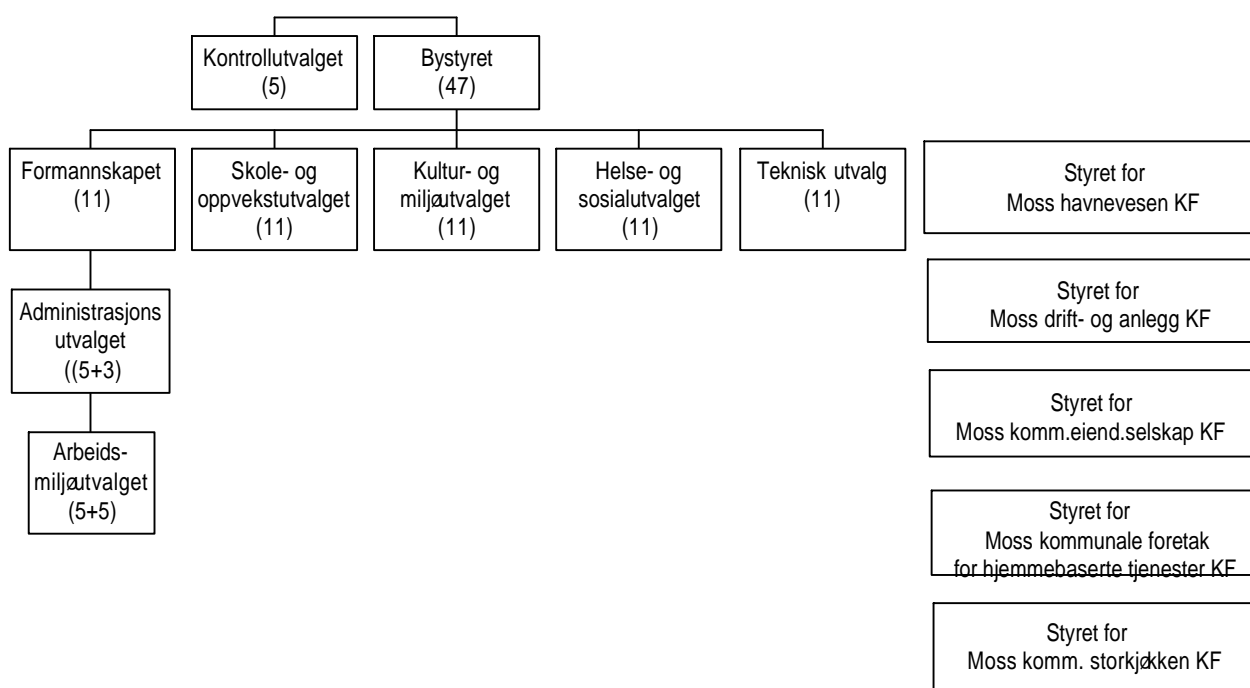 Kontrollutvalget
(5)
Bystyret
(47)
Formannskapet
(11)
Skole- og
oppvekstutvalget
(11)
Kultur- og
miljøutvalget
(11)
Helse- og
sosialutvalget
(11)
Teknisk utvalg
(11)
Administrasjons
utvalget
((5+3)
Arbeids-
miljøutvalget
(5+5)
Styret for
Moss havnevesen KF
Styret for
Moss drift- og anlegg KF
Styret for
Moss komm.eiend.selskap KF
Styret for
Moss kommunale foretak
for hjemmebaserte tjenester KF
Styret for
Moss komm. storkjøkken KF